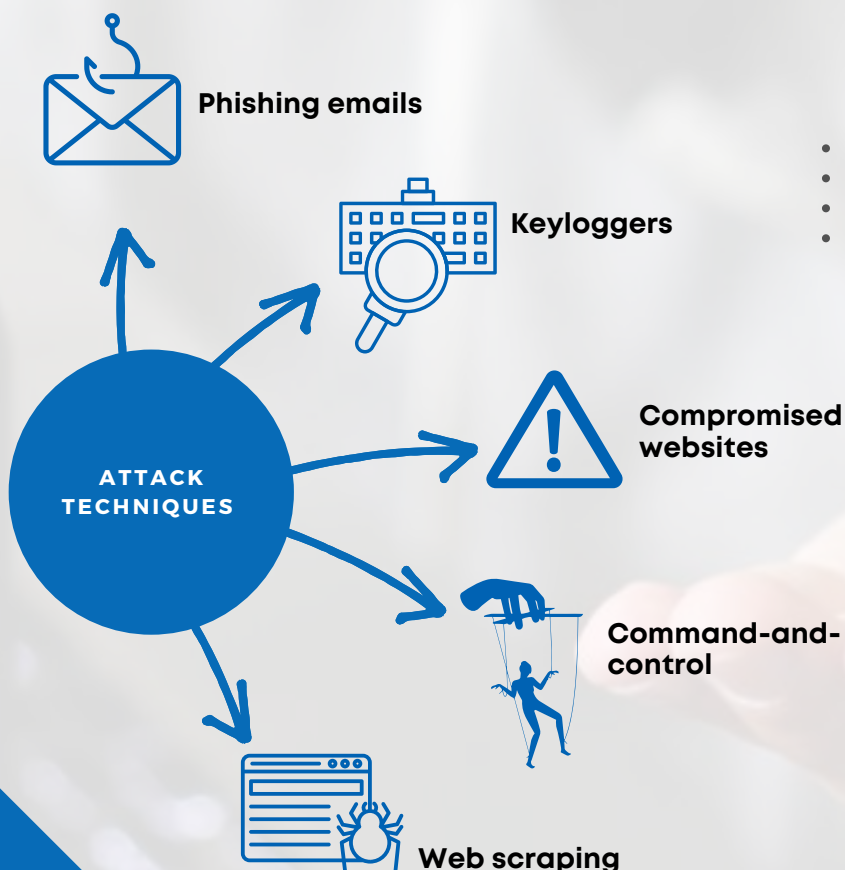 Phishing emails
Keyloggers
Compromised
websites
ATTACK
TECHNIQUES
Command-and-
control
Web scraping